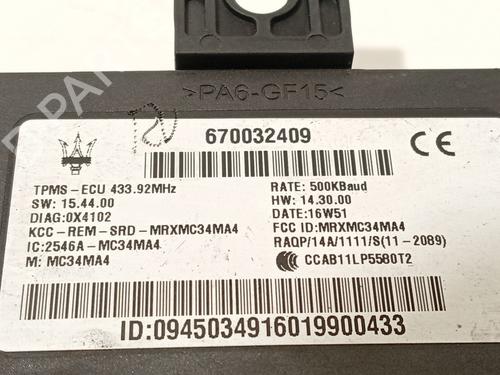 >PA6-GF15<
670032409
TPMS-ECU 433.92MHz
SW: 15.44.00
DIAG:0X4102
KCC-REM-SRD-MRXMC34MA4
IC:2546A-MC34MA4
M: MC34MA4
RATE: 500KBaud
HW: 14.30.00
DATE:16W51
FCC ID:MRXMC34MA4
RAQP/14A/1111/S(11-2089)
CCAB11LP5580T2
CE
ID:0945034916019900433